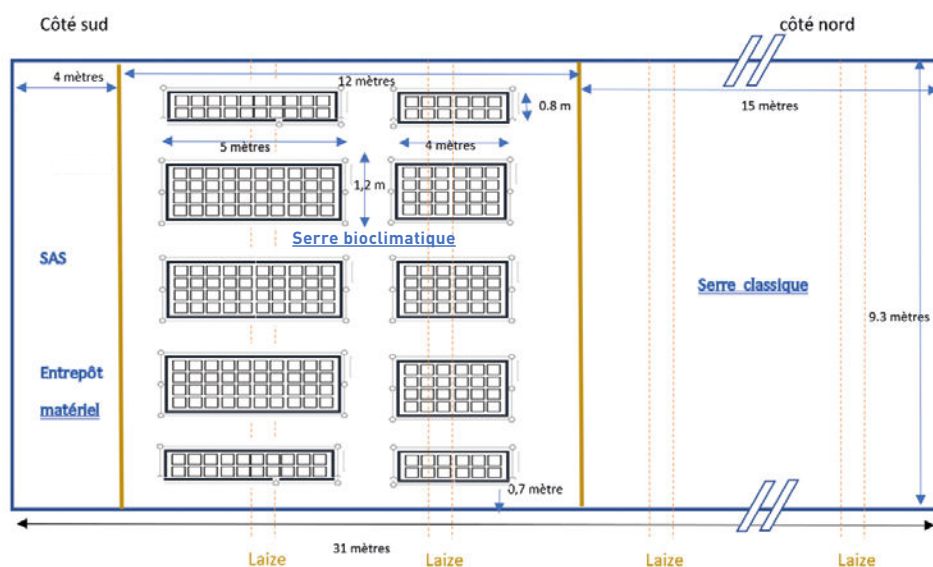 Côté sud
côté nord
4 mètres
12 mètres
15 mètres
0.8 m
5 mètres
4 mètres
1,2 m
Serre bioclimatique
SAS
Serre classique
9.3 mètres
Entrepôt
matériel
0,7 mètre
31 mètres
Laize
Laize
Laize
Laize